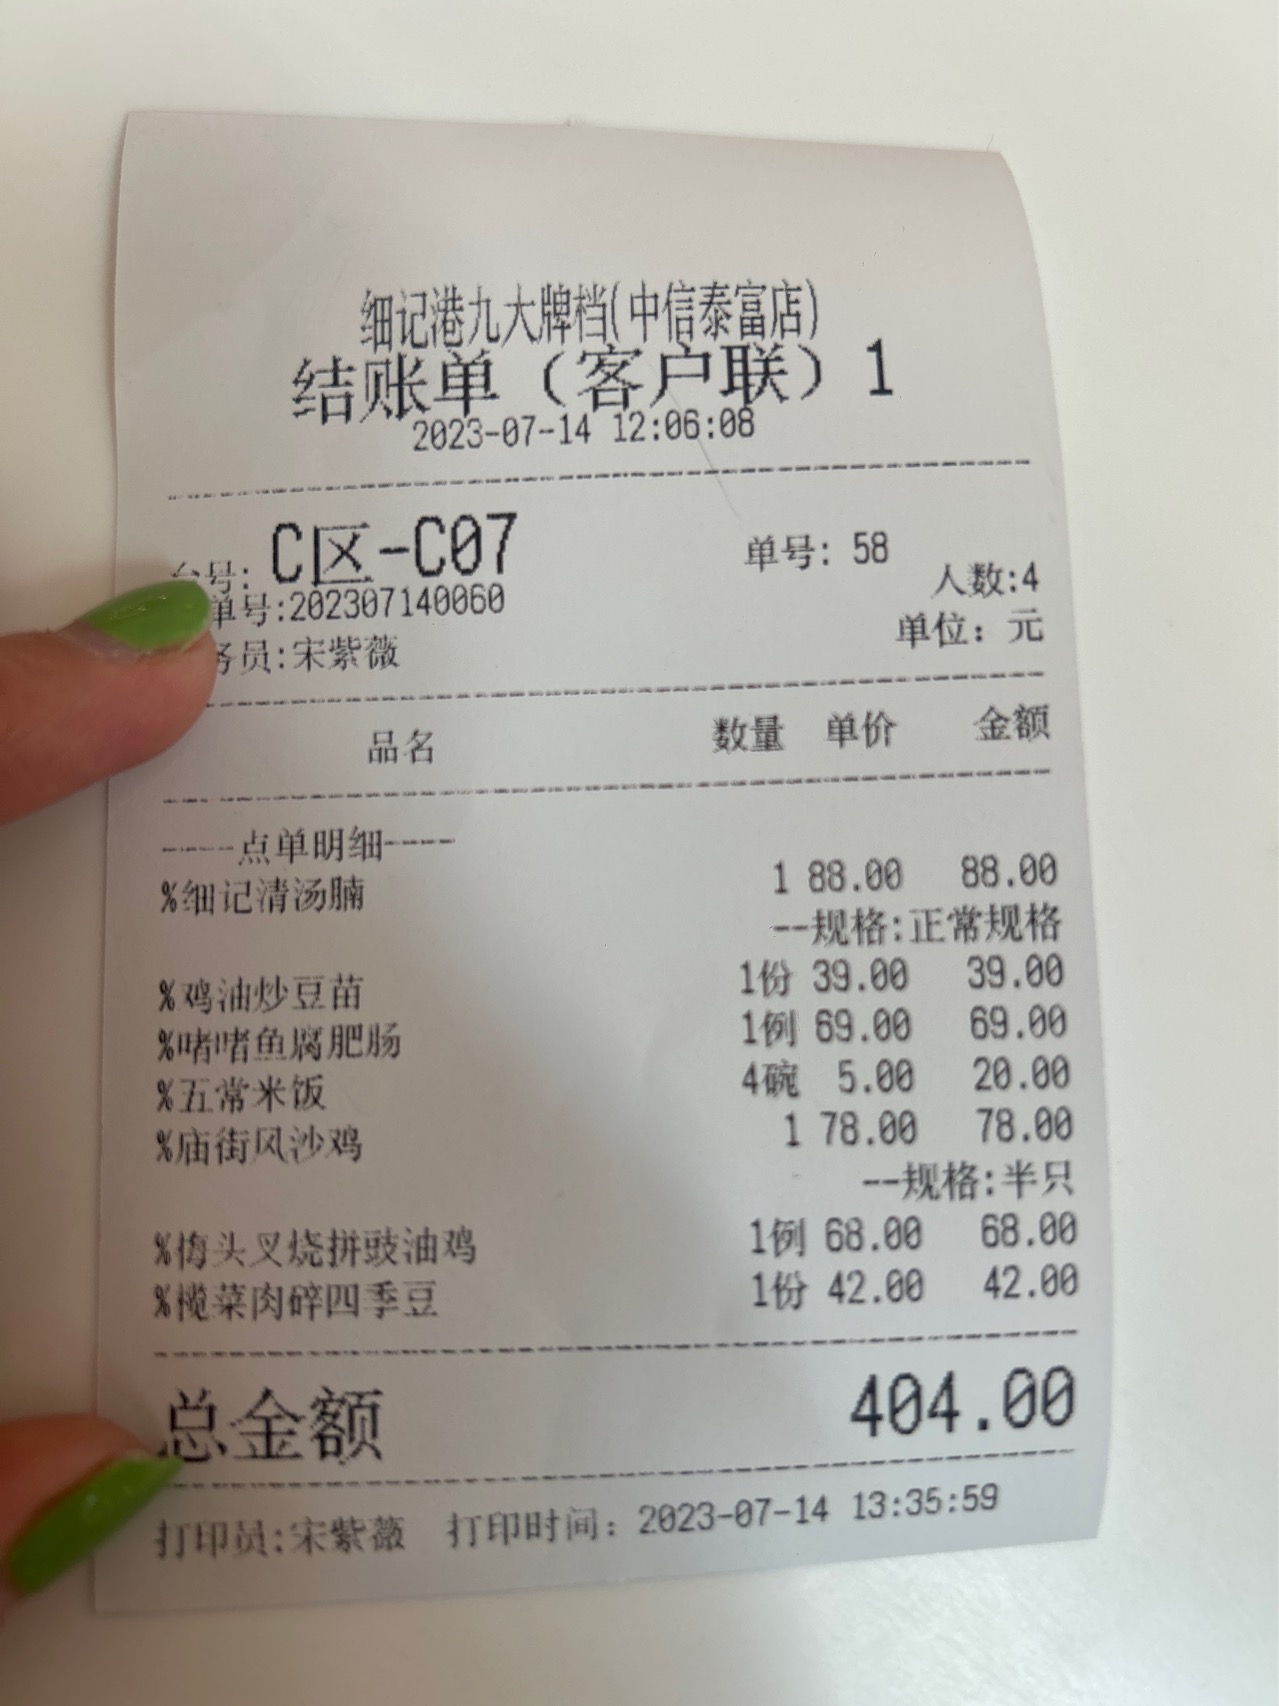 细记港九大牌档(中信泰富店)
结账单（客户联）1
2023-07-14 12:06:08
台号: C区-C07 单号: 58
单号:202307140060 人数:4
务员:宋紫薇 单位: 元
品名 数量 单价 金额
----点单明细----
%细记清汤腩 1 88.00 88.00
--规格:正常规格
%鸡油炒豆苗 1份 39.00 39.00
%啫啫鱼腐肥肠 1例 69.00 69.00
%五常米饭 4碗 5.00 20.00
%庙街风沙鸡 1 78.00 78.00
--规格:半只
%梅头叉烧拼豉油鸡 1例 68.00 68.00
%榄菜肉碎四季豆 1份 42.00 42.00
总金额 404.00
打印员:宋紫薇 打印时间: 2023-07-14 13:35:59